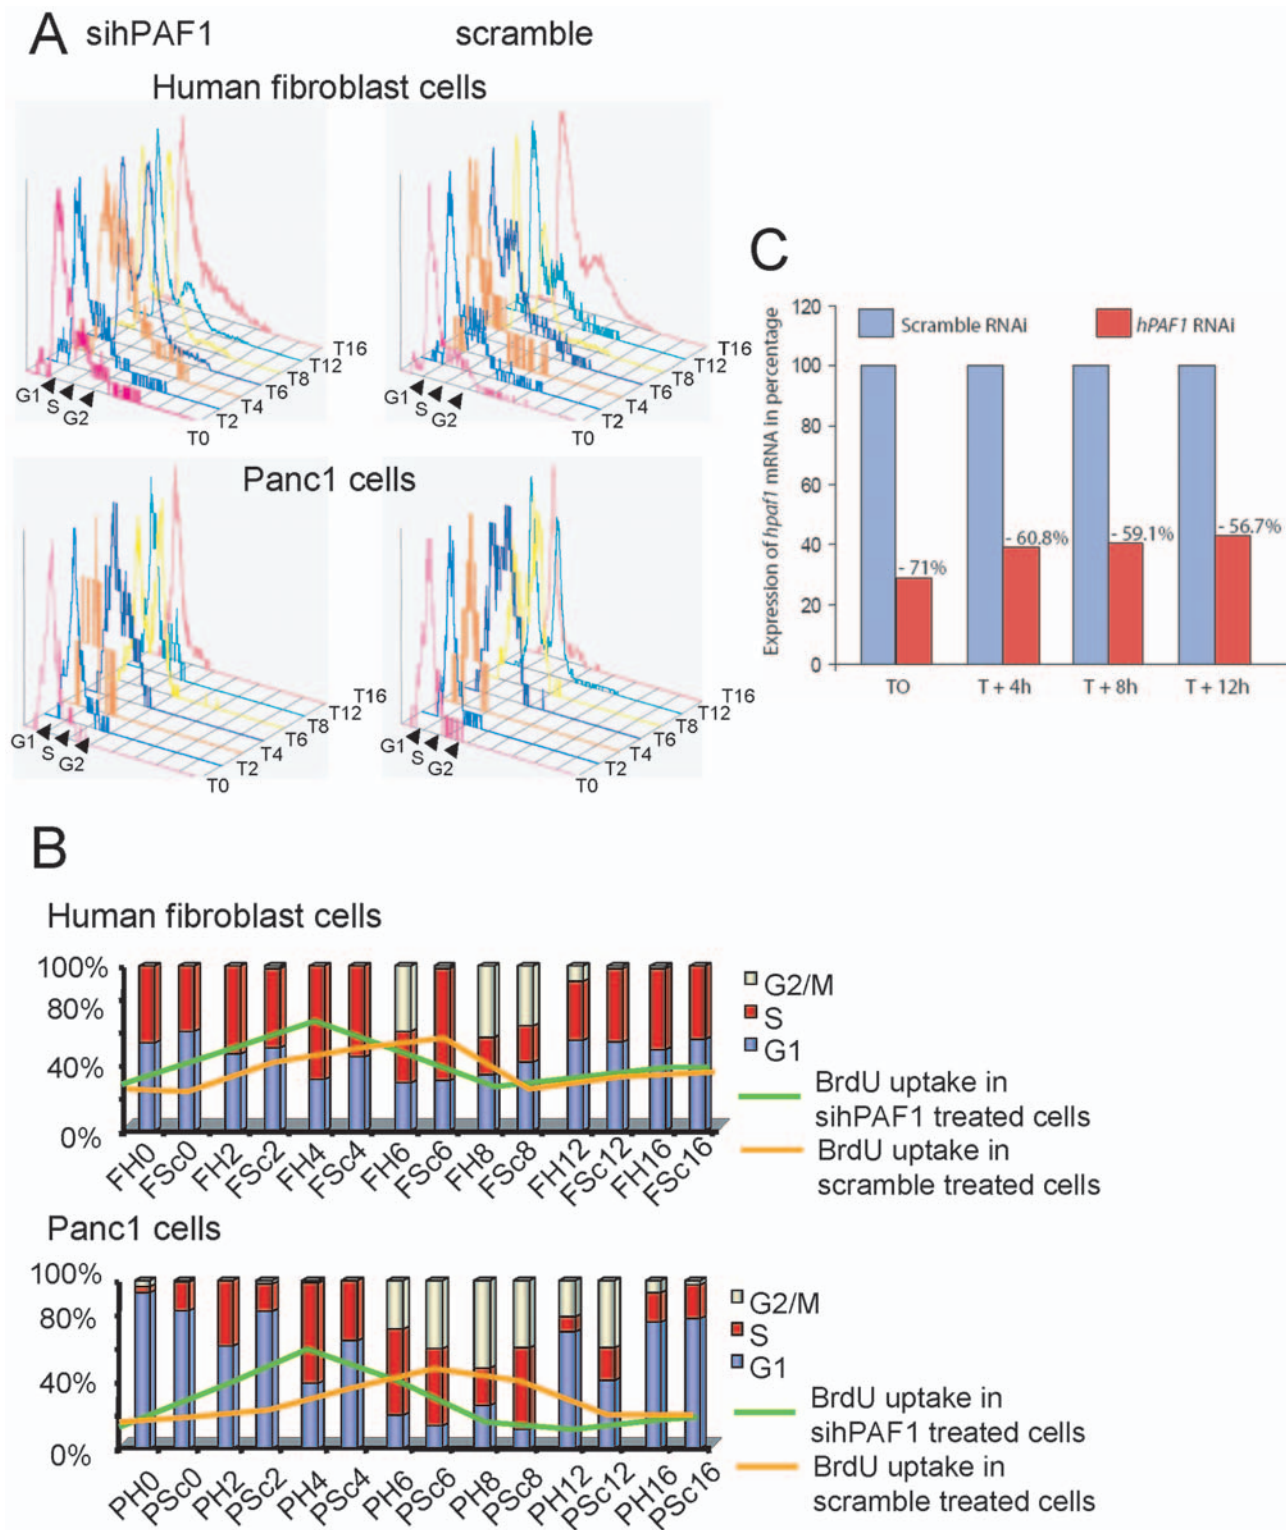 A sihPAF1 scramble
Human fibroblast cells
G1
S
G2
T0
T2
T4
T6
T8
T12
T16
G1
S
G2
T0
T2
T4
T6
T8
T12
T16
Panc1 cells
G1
S
G2
T0
T2
T4
T6
T8
T12
T16
G1
S
G2
T0
T2
T4
T6
T8
T12
T16
C
Expression of hpaf1 mRNA in percentage
120
100
80
60
40
20
0
Scramble RNAi
hPAF1 RNAi
- 71%
- 60.8%
- 59.1%
- 56.7%
TO T + 4h T + 8h T + 12h
B
Human fibroblast cells
100%
80%
40%
0%
FH0 FSc0 FH2 FSc2 FH4 FSc4 FH6 FSc6 FH8 FSc8 FH12 FSc12 FH16 FSc16
G2/M
S
G1
BrdU uptake in
sihPAF1 treated cells
BrdU uptake in
scramble treated cells
Panc1 cells
100%
80%
40%
0%
PH0 PSc0 PH2 PSc2 PH4 PSc4 PH6 PSc6 PH8 PSc8 PH12 PSc12 PH16 PSc16
G2/M
S
G1
BrdU uptake in
sihPAF1 treated cells
BrdU uptake in
scramble treated cells